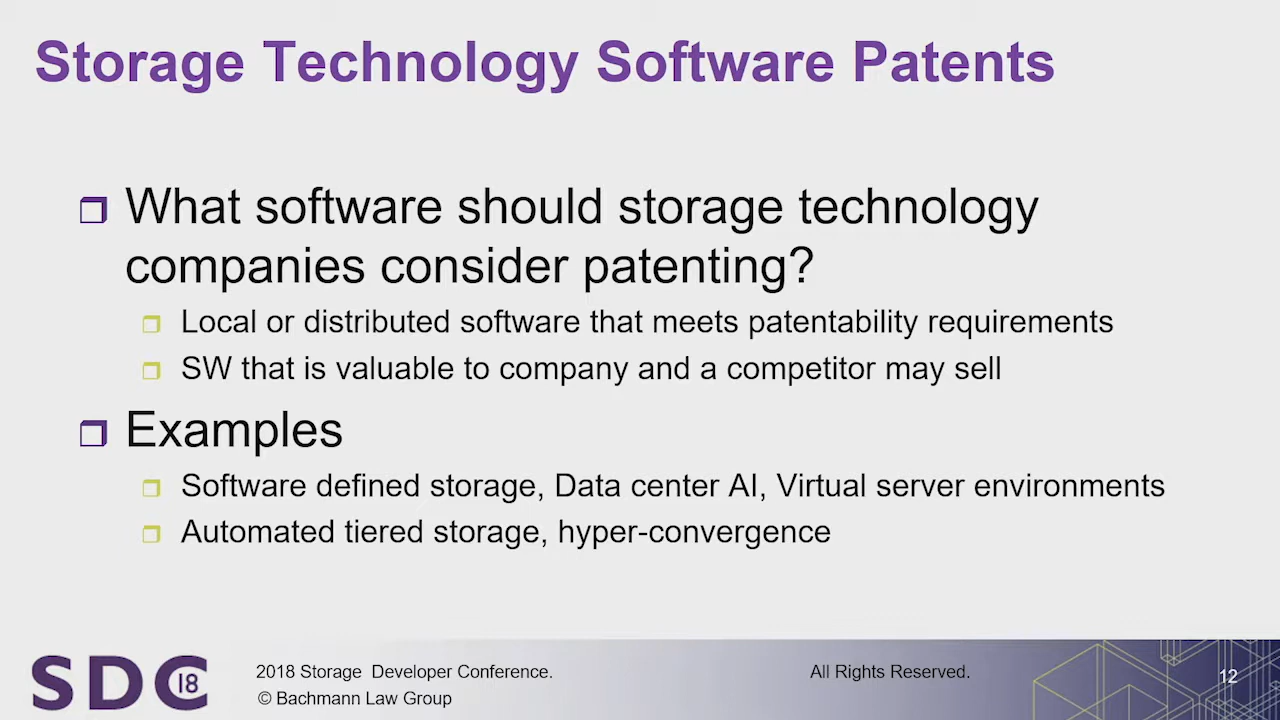 Storage Technology Software Patents
What software should storage technology
companies consider patenting?
Local or distributed software that meets patentability requirements
SW that is valuable to company and a competitor may sell
Examples
Software defined storage, Data center AI, Virtual server environments
Automated tiered storage, hyper-convergence
SDC 18
2018 Storage Developer Conference.
© Bachmann Law Group
All Rights Reserved.
12